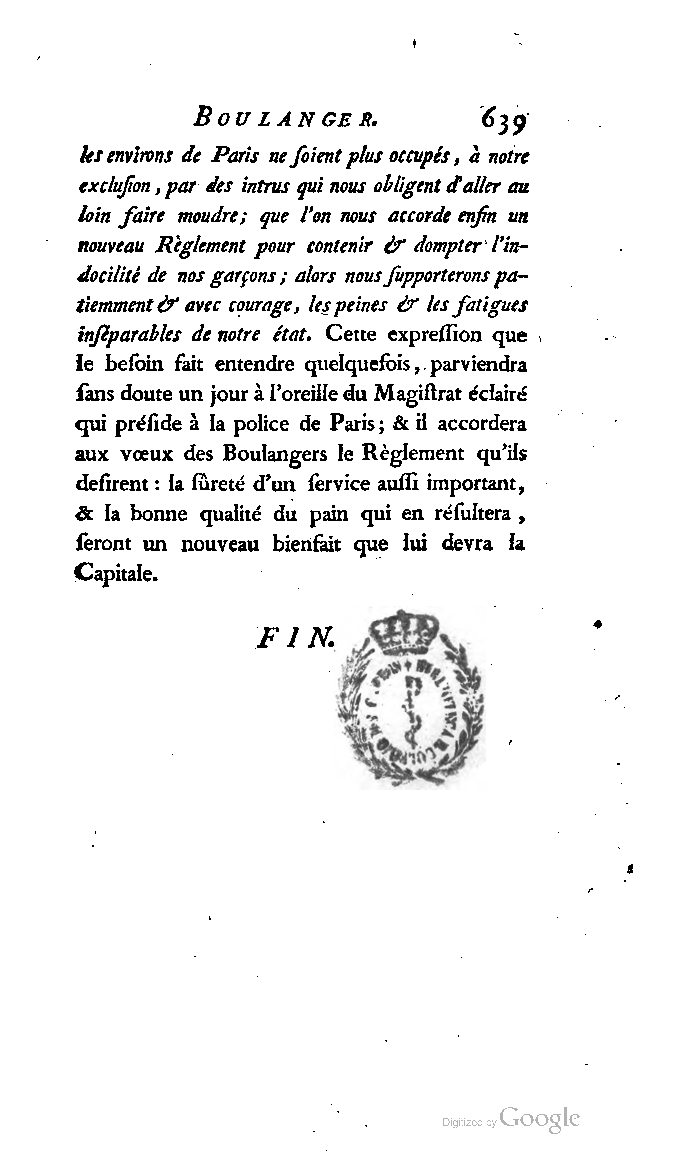 BOULANGER. 639
les environs de Paris ne ſoient plus occupés, à notre
excluſion, par des intrus qui nous obligent d'aller au
loin faire moudre; que l'on nous accorde enfin un
nouveau Règlement pour contenir & dompter l'in-
docilité de nos garçons; alors nous ſupporterons pa-
tiemment & avec courage, les peines & les fatigues
inſéparables de notre état. Cette expreſſion que
le beſoin fait entendre quelquefois, parviendra
ſans doute un jour à l'oreille du Magiſtrat éclairé
qui préſide à la police de Paris; & il accordera
aux vœux des Boulangers le Règlement qu'ils
deſirent: la ſûreté d'un ſervice auſſi important,
& la bonne qualité du pain qui en réſultera,
ſeront un nouveau bienfait que lui devra la
Capitale.
FIN.
Digitized by Google